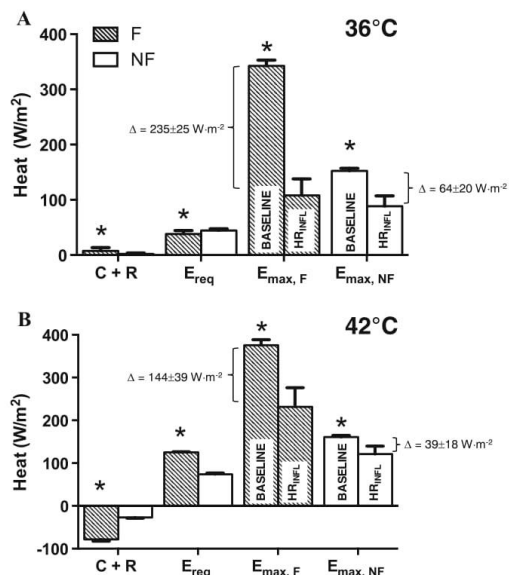 A
36°C
F
NF
Heat (W/m²)
400
300
200
100
0
*
*
*
*
Δ = 235±25 W·m⁻²
Δ = 64±20 W·m⁻²
BASELINE
HR_INFL
BASELINE
HR_INFL
C + R
E_req
E_max, F
E_max, NF
B
42°C
Heat (W/m²)
400
300
200
100
0
-100
*
*
*
*
Δ = 144±39 W·m⁻²
Δ = 39±18 W·m⁻²
BASELINE
HR_INFL
BASELINE
HR_INFL
C + R
E_req
E_max, F
E_max, NF